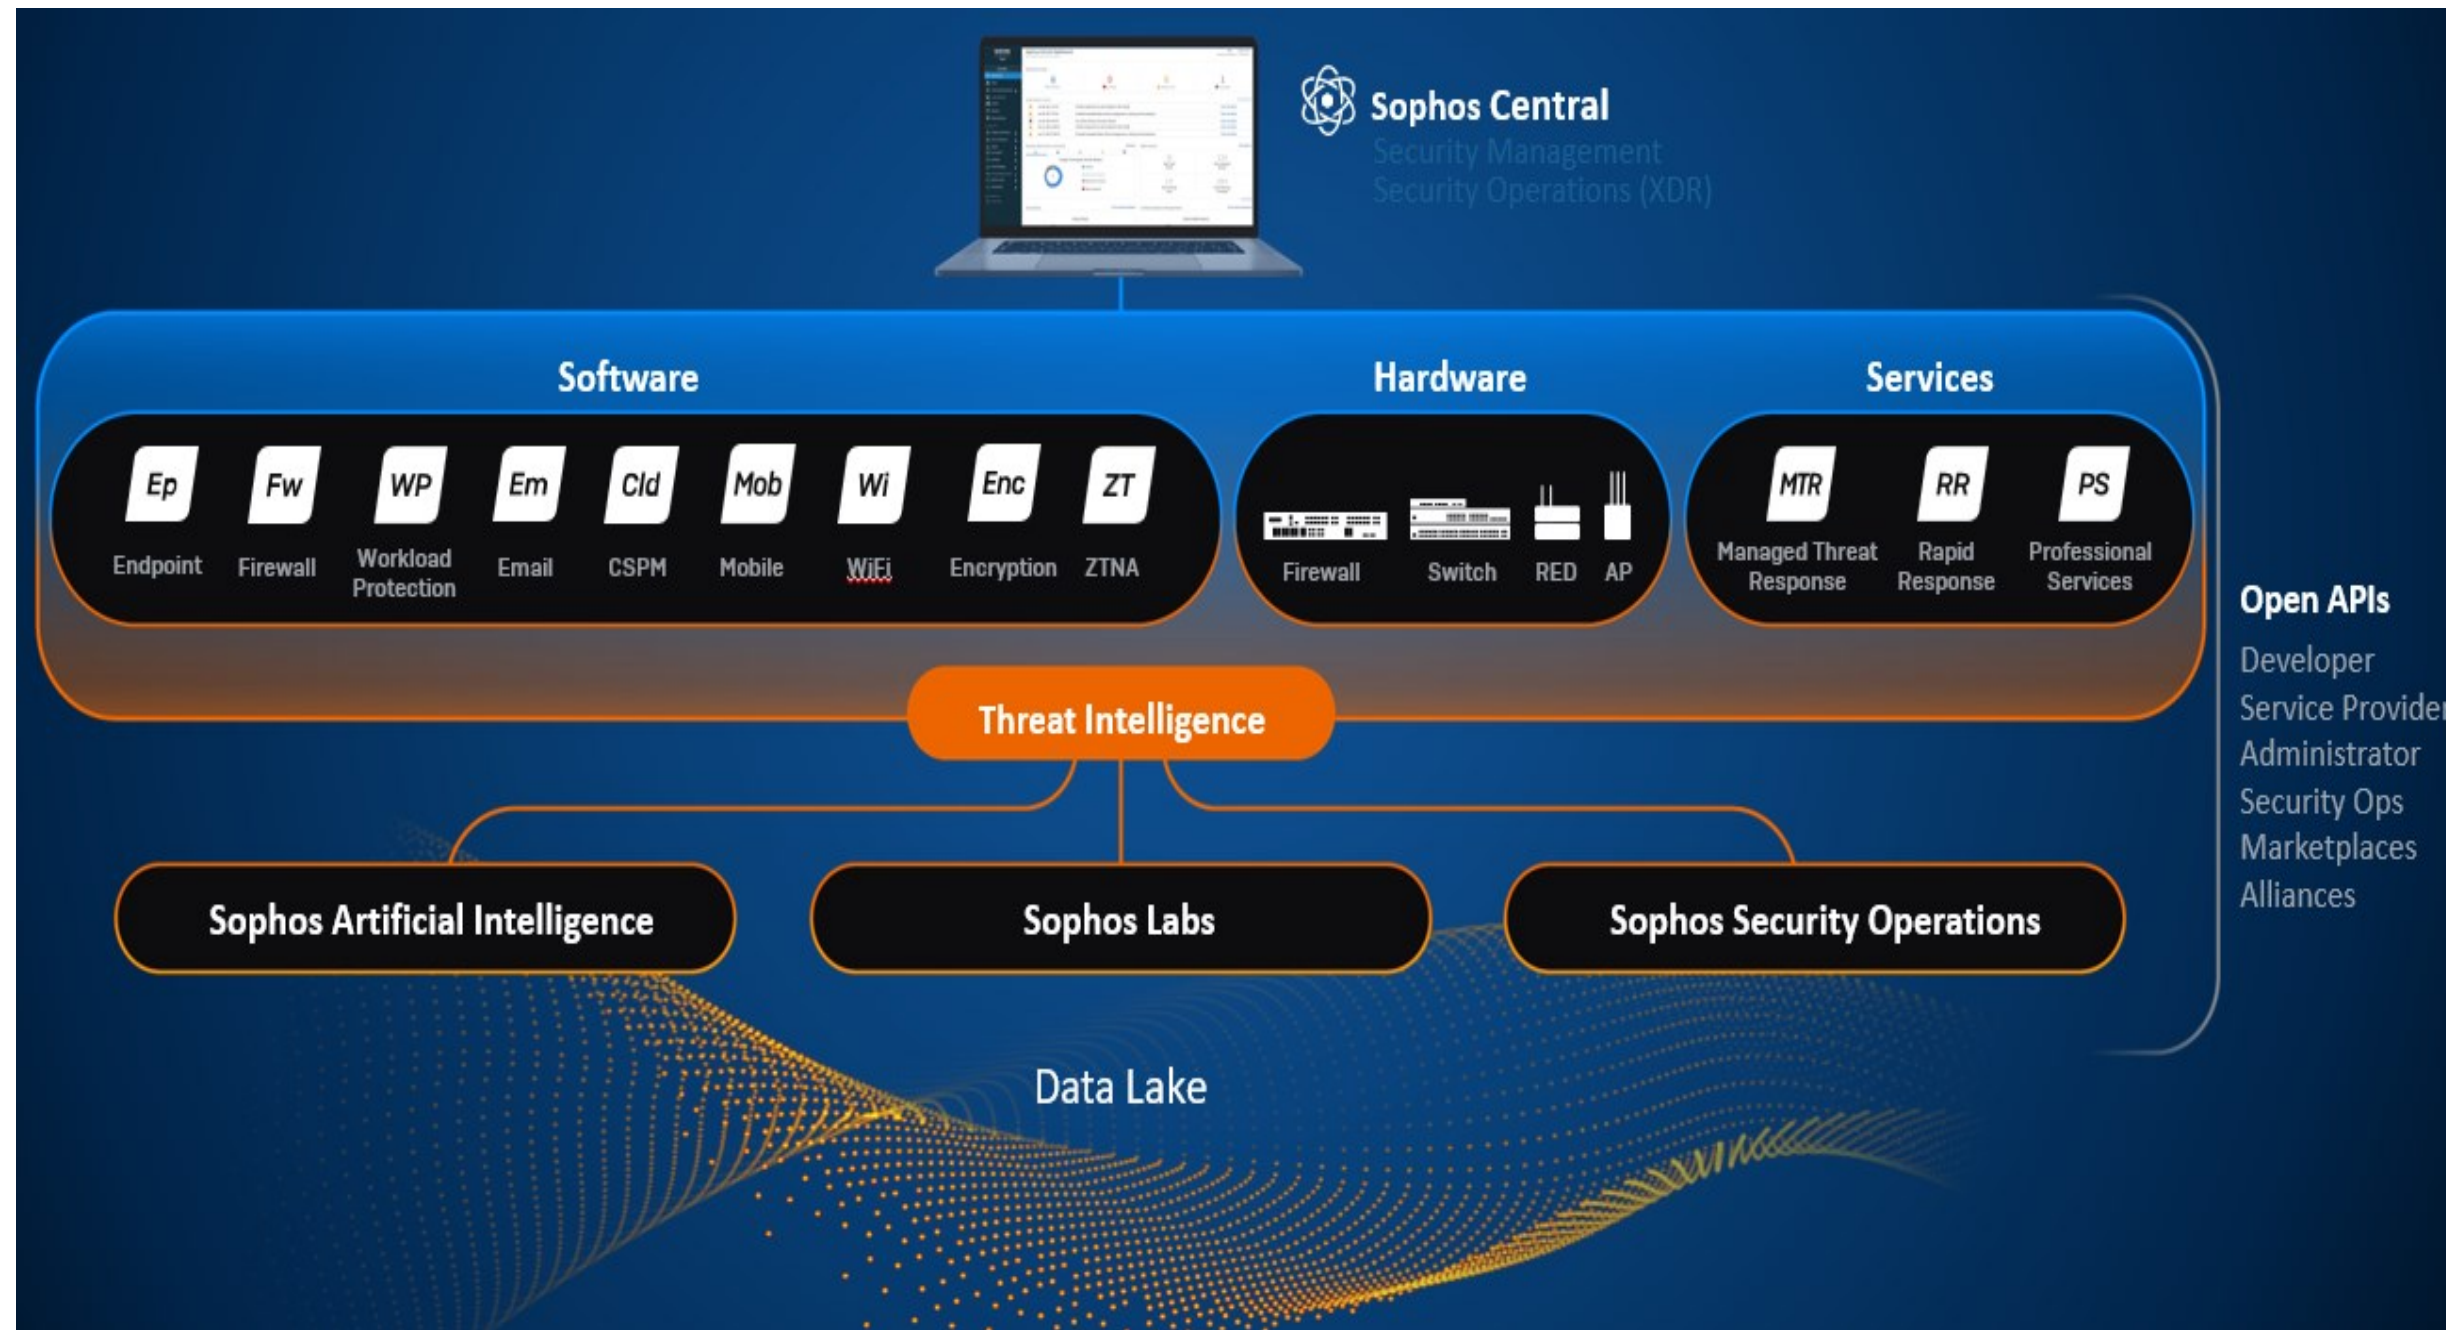 Sophos Central
Security Management
Security Operations (XDR)
Software
Hardware
Services
Ep
Fw
WP
Em
Cld
Mob
Wi
Enc
ZT
MTR
RR
PS
Endpoint
Firewall
Workload
Protection
Email
CSPM
Mobile
WiFi
Encryption
ZTNA
Firewall
Switch
RED
AP
Managed Threat
Response
Rapid
Response
Professional
Services
Threat Intelligence
Sophos Artificial Intelligence
Sophos Labs
Sophos Security Operations
Data Lake
Open APIs
Developer
Service Provider
Administrator
Security Ops
Marketplaces
Alliances